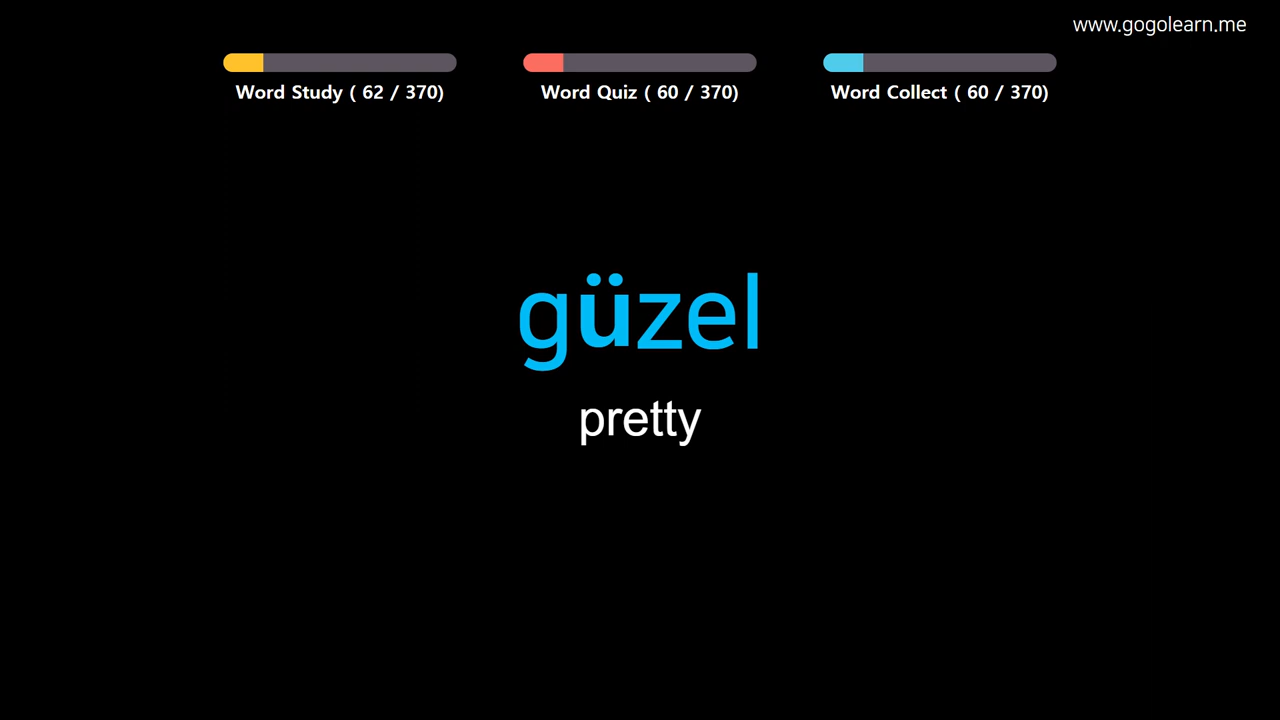 www.gogolearn.me
Word Study ( 62 / 370)
Word Quiz ( 60 / 370)
Word Collect ( 60 / 370)
güzel
pretty